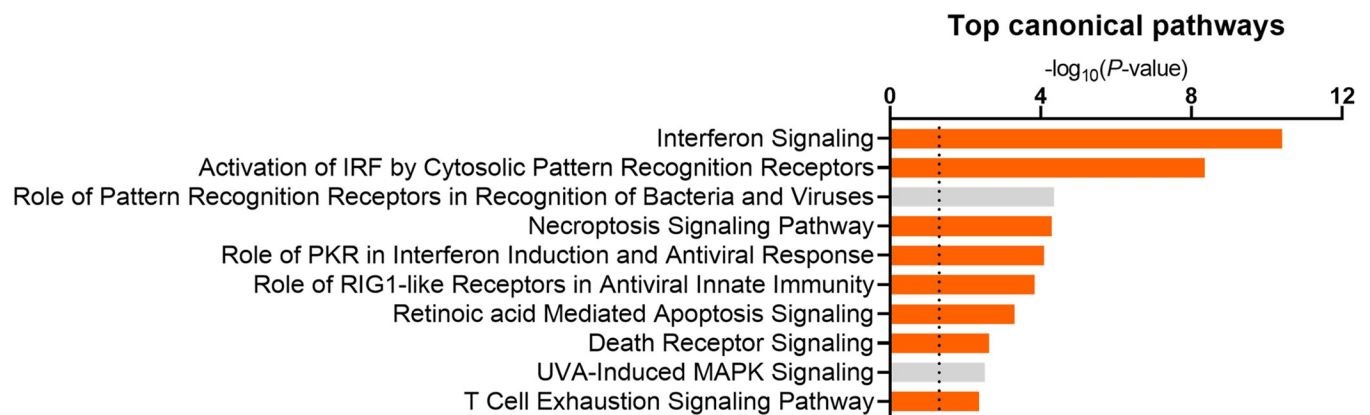 Top canonical pathways
-log10(P-value)
0 4 8 12
Interferon Signaling
Activation of IRF by Cytosolic Pattern Recognition Receptors
Role of Pattern Recognition Receptors in Recognition of Bacteria and Viruses
Necroptosis Signaling Pathway
Role of PKR in Interferon Induction and Antiviral Response
Role of RIG1-like Receptors in Antiviral Innate Immunity
Retinoic acid Mediated Apoptosis Signaling
Death Receptor Signaling
UVA-Induced MAPK Signaling
T Cell Exhaustion Signaling Pathway